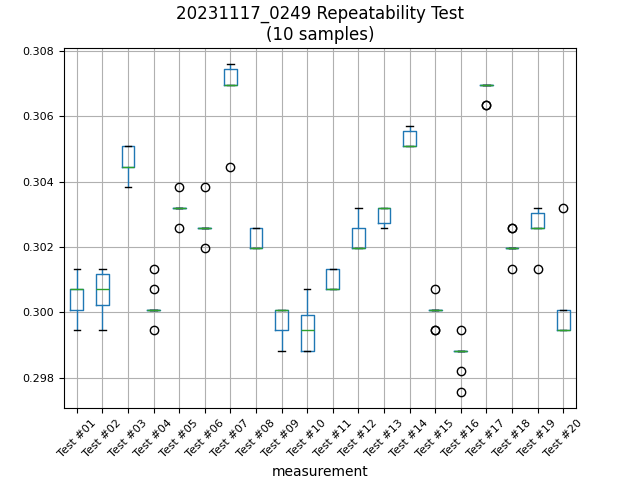 20231117_0249 Repeatability Test
(10 samples)
0.308
0.306
0.304
0.302
0.300
0.298
Test #01
Test #02
Test #03
Test #04
Test #05
Test #06
Test #07
Test #08
Test #09
Test #10
Test #11
Test #12
Test #13
Test #14
Test #15
Test #16
Test #17
Test #18
Test #19
Test #20
measurement